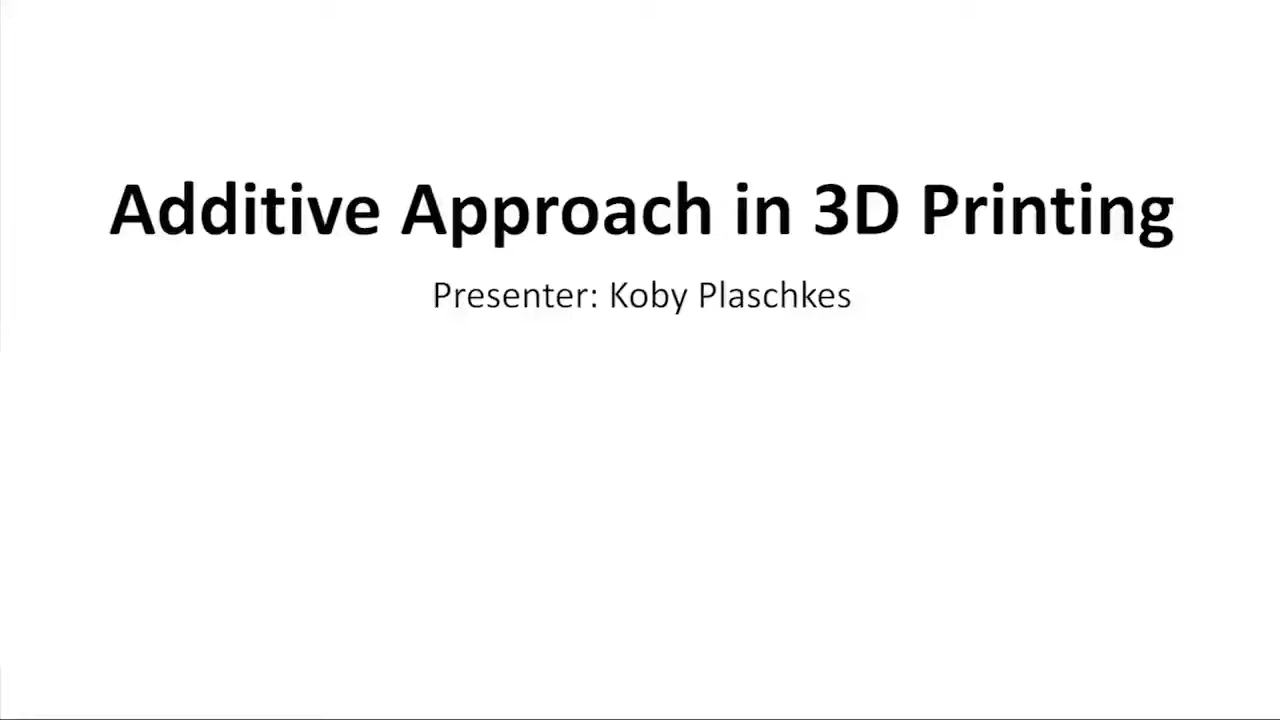 Additive Approach in 3D Printing
Presenter: Koby Plaschkes